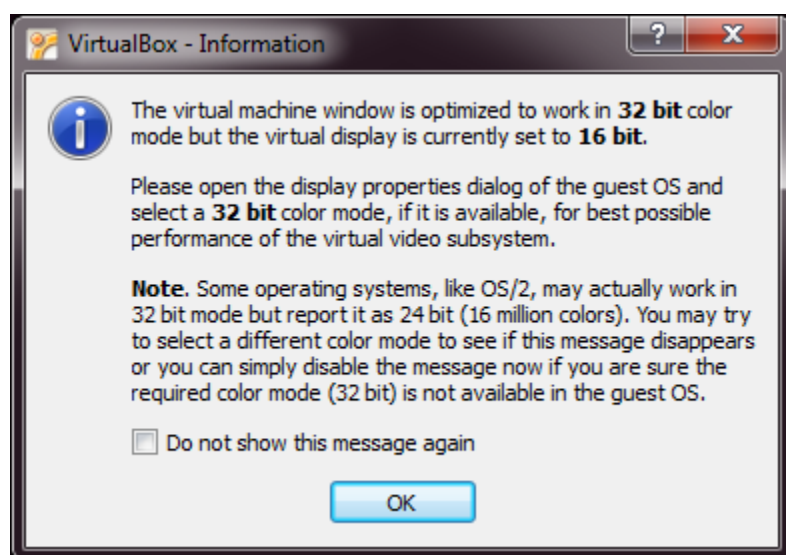 VirtualBox - Information
The virtual machine window is optimized to work in 32 bit color
mode but the virtual display is currently set to 16 bit.
Please open the display properties dialog of the guest OS and
select a 32 bit color mode, if it is available, for best possible
performance of the virtual video subsystem.
Note. Some operating systems, like OS/2, may actually work in
32 bit mode but report it as 24 bit (16 million colors). You may try
to select a different color mode to see if this message disappears
or you can simply disable the message now if you are sure the
required color mode (32 bit) is not available in the guest OS.
Do not show this message again
OK